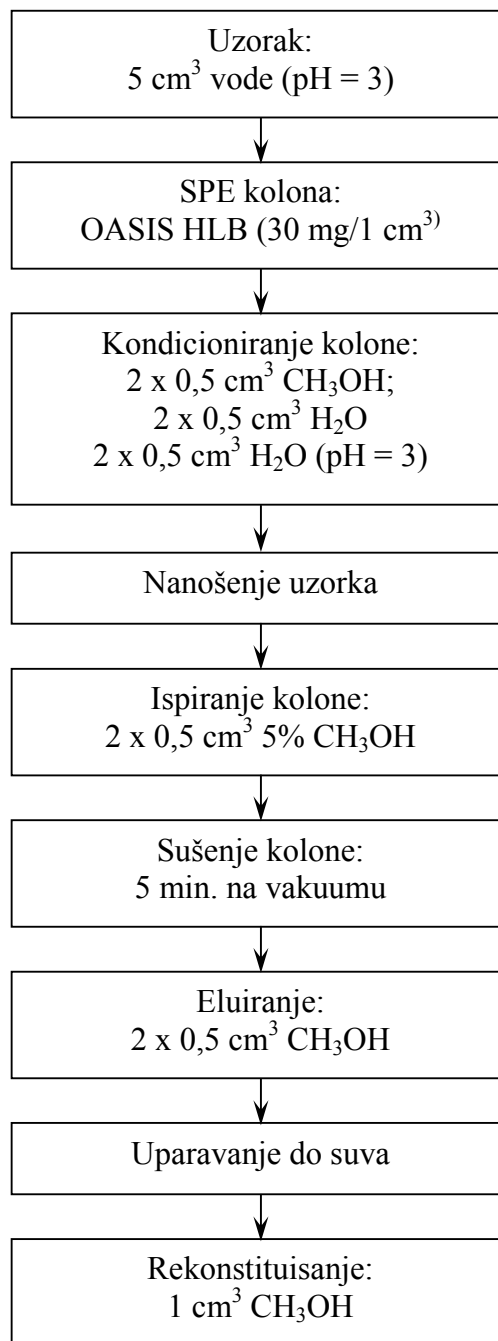 Uzorak:
5 cm³ vode (pH = 3)
SPE kolona:
OASIS HLB (30 mg/1 cm³⁾
Kondicioniranje kolone:
2 x 0,5 cm³ CH₃OH;
2 x 0,5 cm³ H₂O
2 x 0,5 cm³ H₂O (pH = 3)
Nanošenje uzorka
Ispiranje kolone:
2 x 0,5 cm³ 5% CH₃OH
Sušenje kolone:
5 min. na vakuumu
Eluiranje:
2 x 0,5 cm³ CH₃OH
Uparavanje do suva
Rekonstituisanje:
1 cm³ CH₃OH